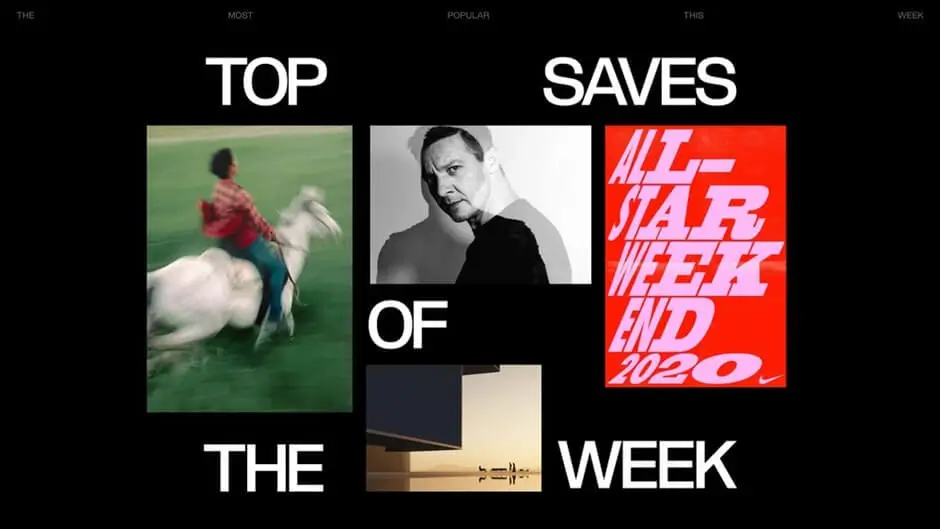 THE MOST POPULAR THIS WEEK
TOP SAVES
ALL-
STAR
WEEK
END
2020
OF
THE WEEK